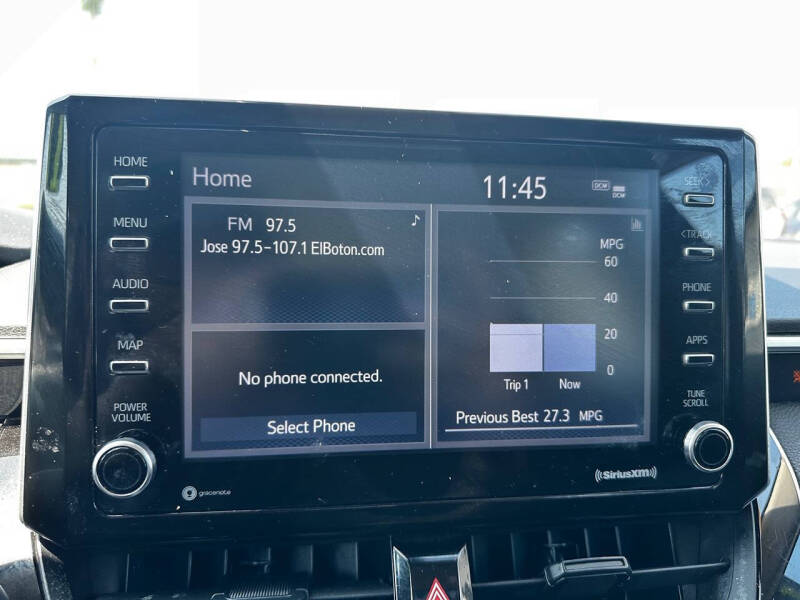 HOME
MENU
AUDIO
MAP
POWER
VOLUME
Home
11:45
DCM
DCM
FM 97.5
Jose 97.5-107.1 ElBoton.com
No phone connected.
Select Phone
MPG
60
40
20
0
Trip 1
Now
Previous Best 27.3 MPG
SEEK>
<TRACK
PHONE
APPS
TUNE
SCROLL
gracenote
SiriusXM